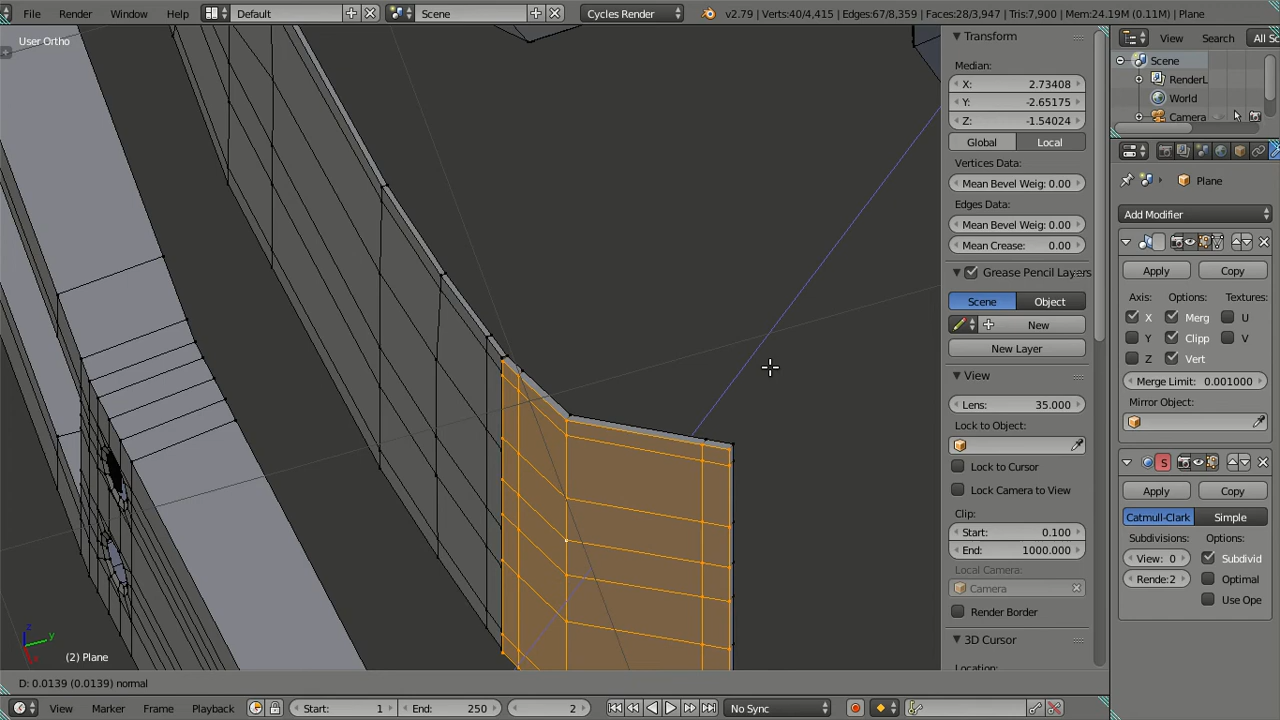 File Render Window Help Default Scene Cycles Render v2.79 | Verts:40/4,415 | Edges:67/8,359 | Faces:28/3,947 | Tris:7,900 | Mem:24.19M (0.11M) | Plane
User Ortho
Transform
View Search All Sc
Scene
Median:
RenderL
X: 2.73408
World
Y: -2.65175
Camera
Z: -1.54024
Global Local
Vertices Data:
Plane
Mean Bevel Weig: 0.00
Edges Data:
Add Modifier
Mean Bevel Weig: 0.00
Mean Crease: 0.00
Grease Pencil Layers
Apply Copy
Scene Object
Axis: Options: Textures:
New
X Merg U
New Layer
Y Clipp V
Z Vert
View
Merge Limit: 0.001000
Lens: 35.000
Mirror Object:
Lock to Object:
Lock to Cursor
S
Lock Camera to View
Apply Copy
Clip:
Catmull-Clark Simple
Start: 0.100
Subdivisions: Options:
End: 1000.000
View: 0 Subdivid
Local Camera:
Rende:2 Optimal
Camera
Use Ope
Render Border
3D Cursor
z
y
x
(2) Plane
Location:
D: 0.0139 (0.0139) normal
View Marker Frame Playback Start: 1 End: 250 2 No Sync